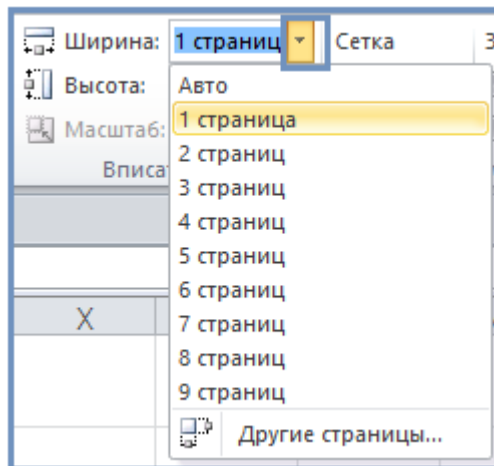 Ширина: 1 страниц Сетка
Высота:
Масштаб:
Вписа
Авто
1 страница
2 страниц
3 страниц
4 страниц
5 страниц
6 страниц
7 страниц
8 страниц
9 страниц
Другие страницы...
X